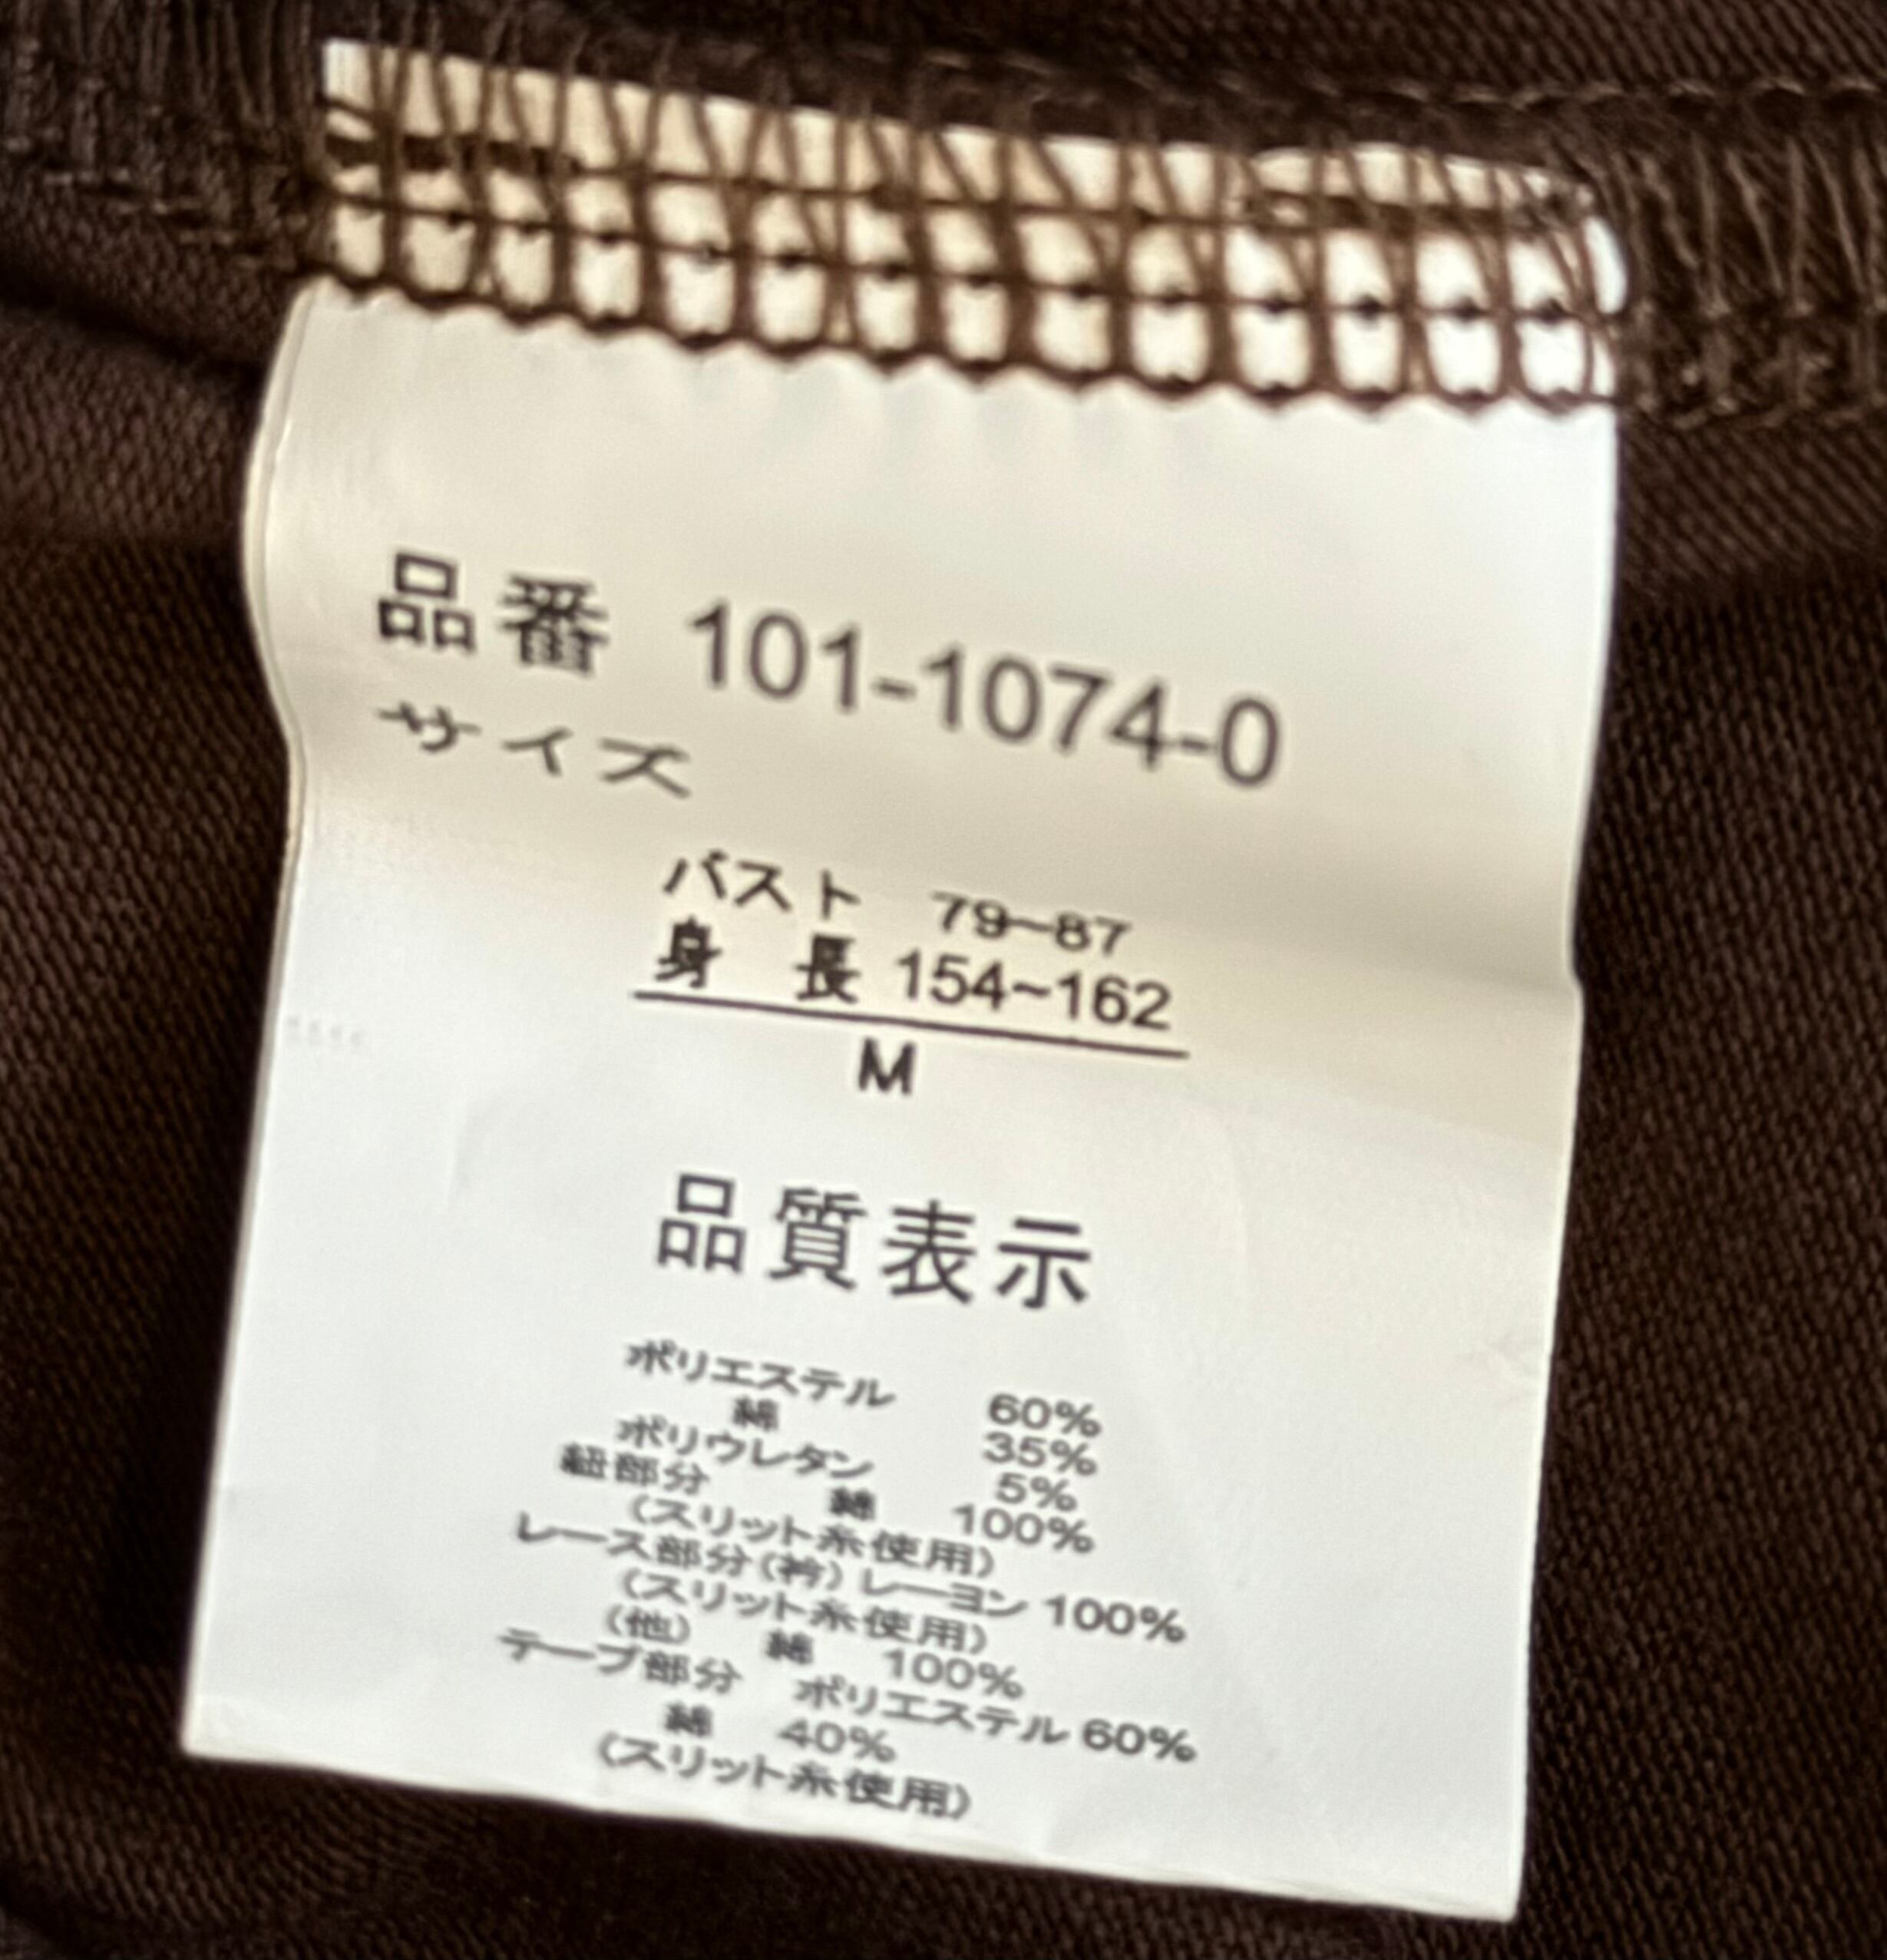 品番 101-1074-0
サイズ
バスト 79~87
身 長 154~162
M
品質表示
ポリエステル 60%
綿 35%
ポリウレタン 5%
紐部分 綿 100%
(スリット糸使用)
レース部分(衿) レーヨン 100%
(スリット糸使用)
(他) 綿 100%
テープ部分 ポリエステル 60%
綿 40%
(スリット糸使用)